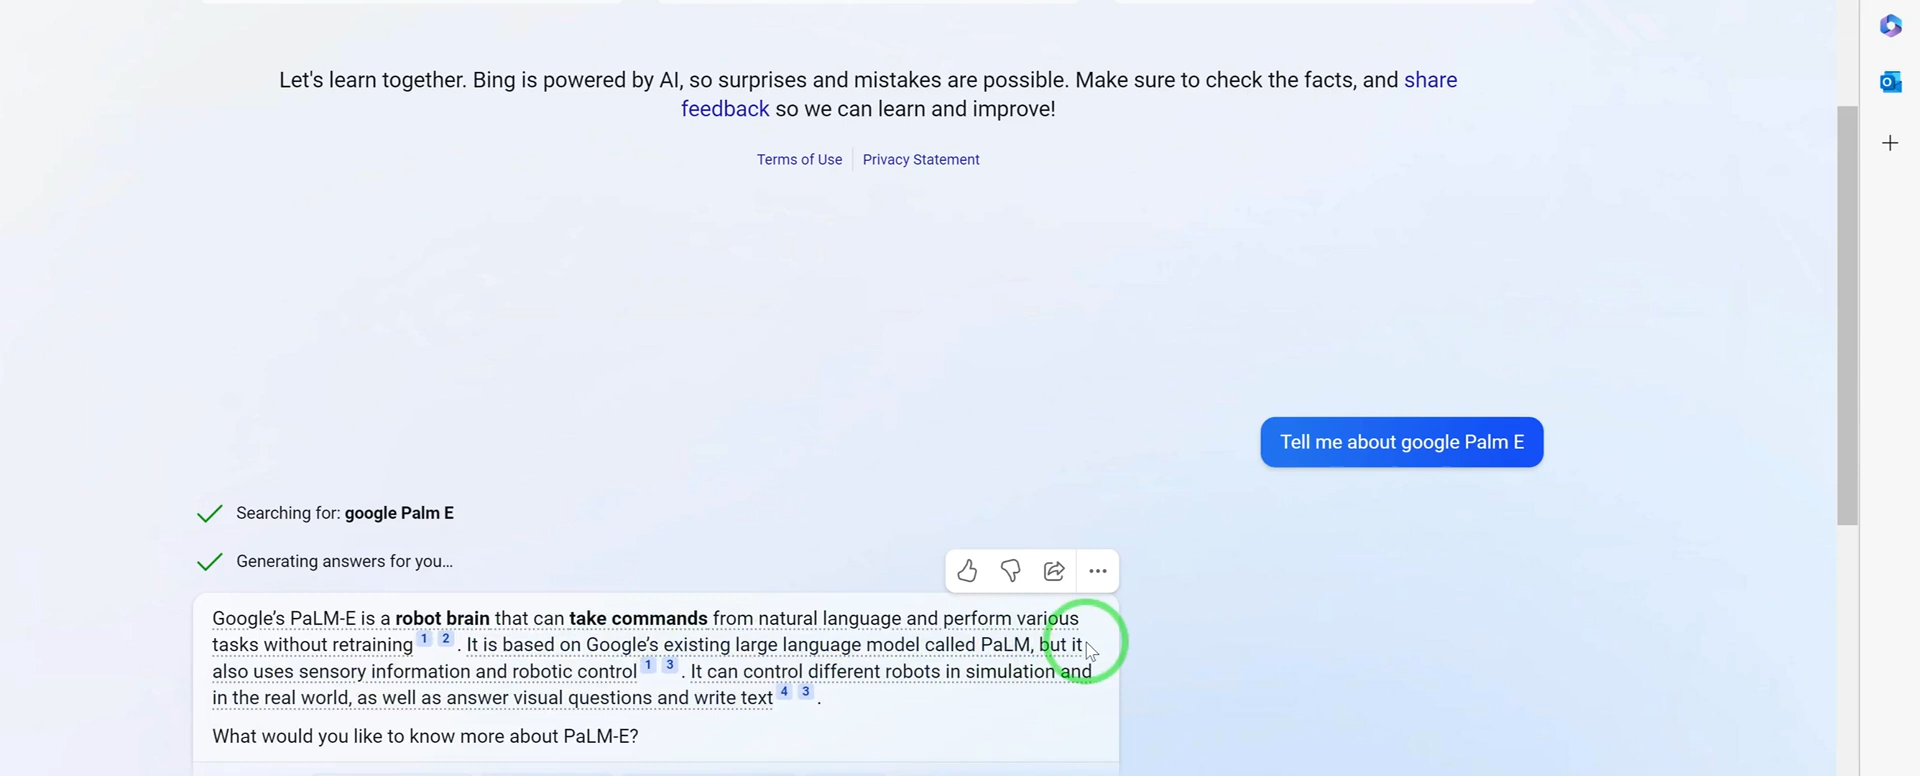 Let's learn together. Bing is powered by AI, so surprises and mistakes are possible. Make sure to check the facts, and share
feedback so we can learn and improve!
Terms of Use | Privacy Statement
Tell me about google Palm E
Searching for: google Palm E
Generating answers for you...
Google's PaLM-E is a robot brain that can take commands from natural language and perform various
tasks without retraining 1 2 . It is based on Google's existing large language model called PaLM, but it
also uses sensory information and robotic control 1 3 . It can control different robots in simulation and
in the real world, as well as answer visual questions and write text 4 3 .
What would you like to know more about PaLM-E?